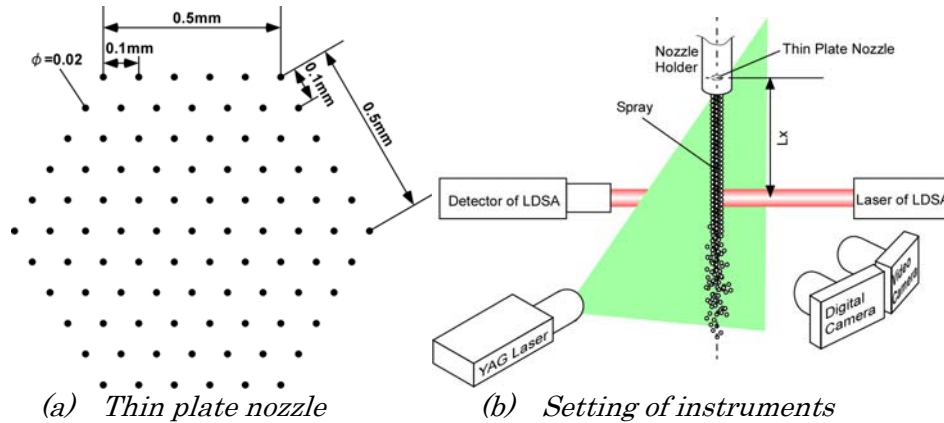 0.5mm
0.1mm
ϕ=0.02
0.1mm
0.5mm
(a) Thin plate nozzle
Nozzle
Holder
Thin Plate Nozzle
Spray
Lx
Detector of LDSA
Laser of LDSA
YAG Laser
Digital
Camera
Video
Camera
(b) Setting of instruments